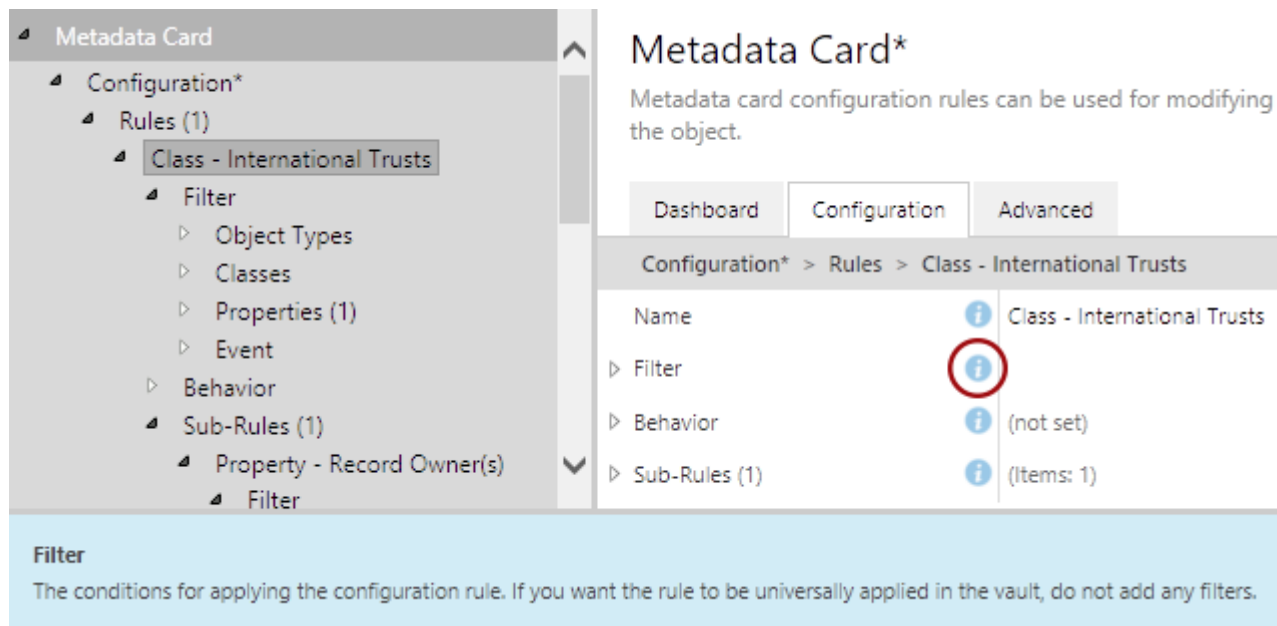 Metadata Card
Configuration*
Rules (1)
Class - International Trusts
Filter
Object Types
Classes
Properties (1)
Event
Behavior
Sub-Rules (1)
Property - Record Owner(s)
Filter
Metadata Card*
Metadata card configuration rules can be used for modifying
the object.
Dashboard Configuration Advanced
Configuration* > Rules > Class - International Trusts
Name i Class - International Trusts
Filter i
Behavior i (not set)
Sub-Rules (1) i (Items: 1)
Filter
The conditions for applying the configuration rule. If you want the rule to be universally applied in the vault, do not add any filters.